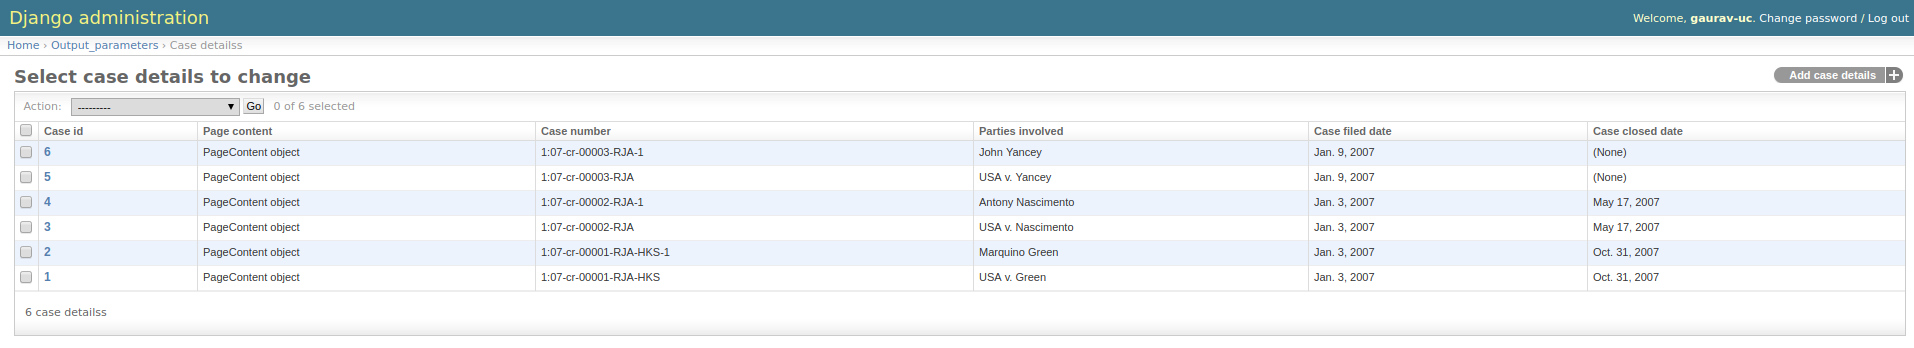 Django administration
Welcome, gaurav-uc. Change password / Log out
Home › Output_parameters › Case detailss
Select case details to change
Add case details +
Action: --------- Go 0 of 6 selected
Case id Page content Case number Parties involved Case filed date Case closed date
6 PageContent object 1:07-cr-00003-RJA-1 John Yancey Jan. 9, 2007 (None)
5 PageContent object 1:07-cr-00003-RJA USA v. Yancey Jan. 9, 2007 (None)
4 PageContent object 1:07-cr-00002-RJA-1 Antony Nascimento Jan. 3, 2007 May 17, 2007
3 PageContent object 1:07-cr-00002-RJA USA v. Nascimento Jan. 3, 2007 May 17, 2007
2 PageContent object 1:07-cr-00001-RJA-HKS-1 Marquino Green Jan. 3, 2007 Oct. 31, 2007
1 PageContent object 1:07-cr-00001-RJA-HKS USA v. Green Jan. 3, 2007 Oct. 31, 2007
6 case detailss